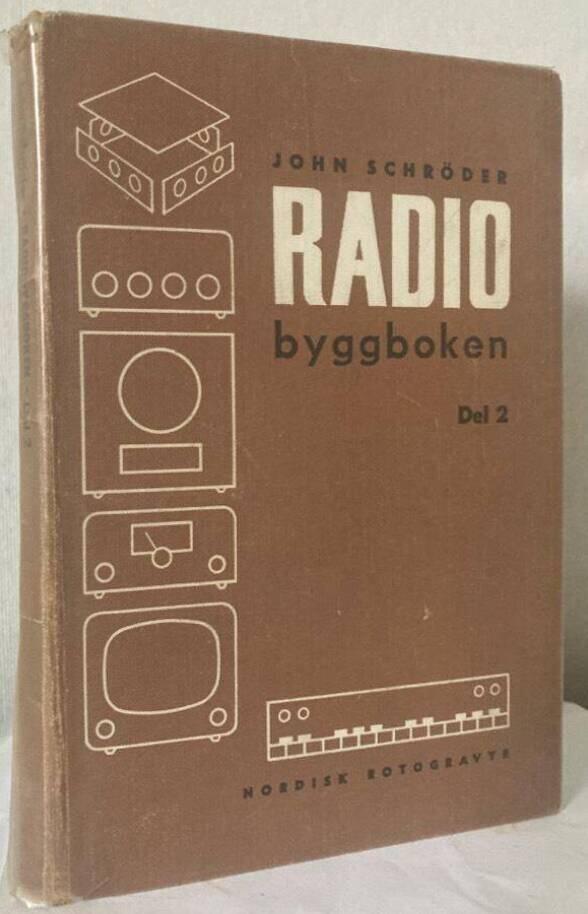 JOHN SCHRÖDER
RADIO
byggboken
Del 2
NORDISK ROTOGRAVYR